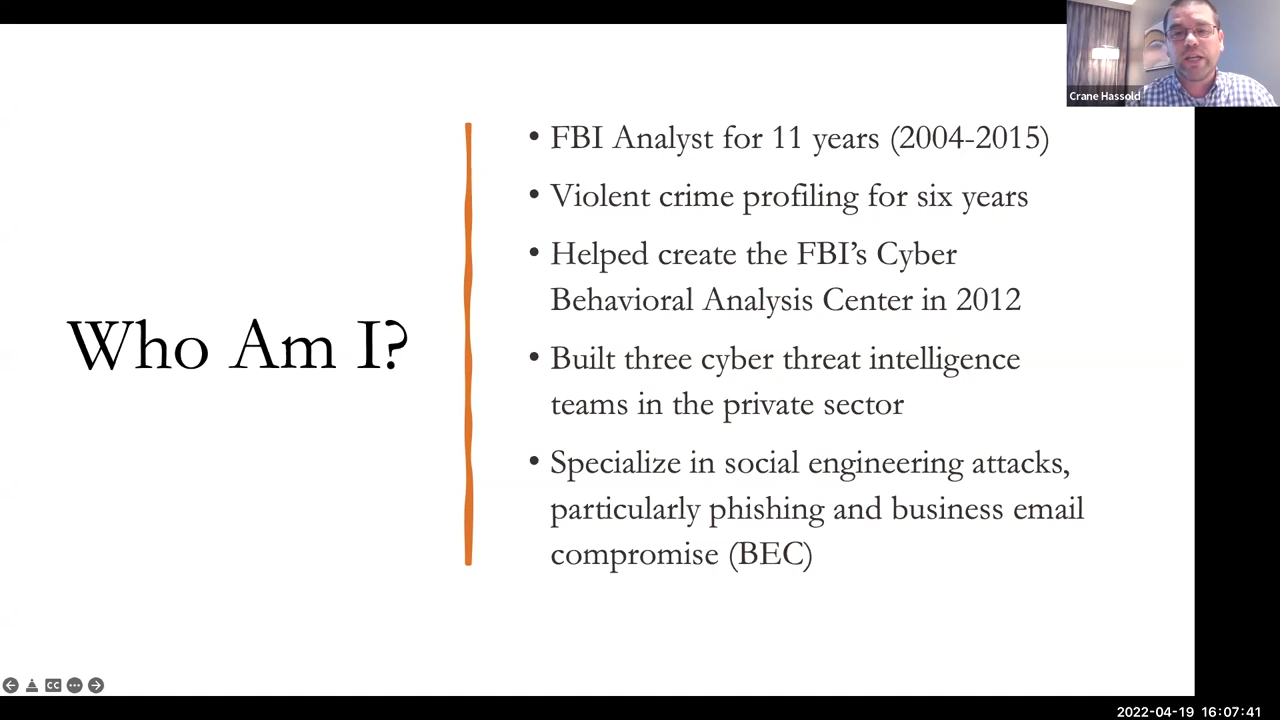 Crane Hassold
Who Am I?
• FBI Analyst for 11 years (2004-2015)
• Violent crime profiling for six years
• Helped create the FBI’s Cyber
Behavioral Analysis Center in 2012
• Built three cyber threat intelligence
teams in the private sector
• Specialize in social engineering attacks,
particularly phishing and business email
compromise (BEC)
CC
2022-04-19 16:07:41